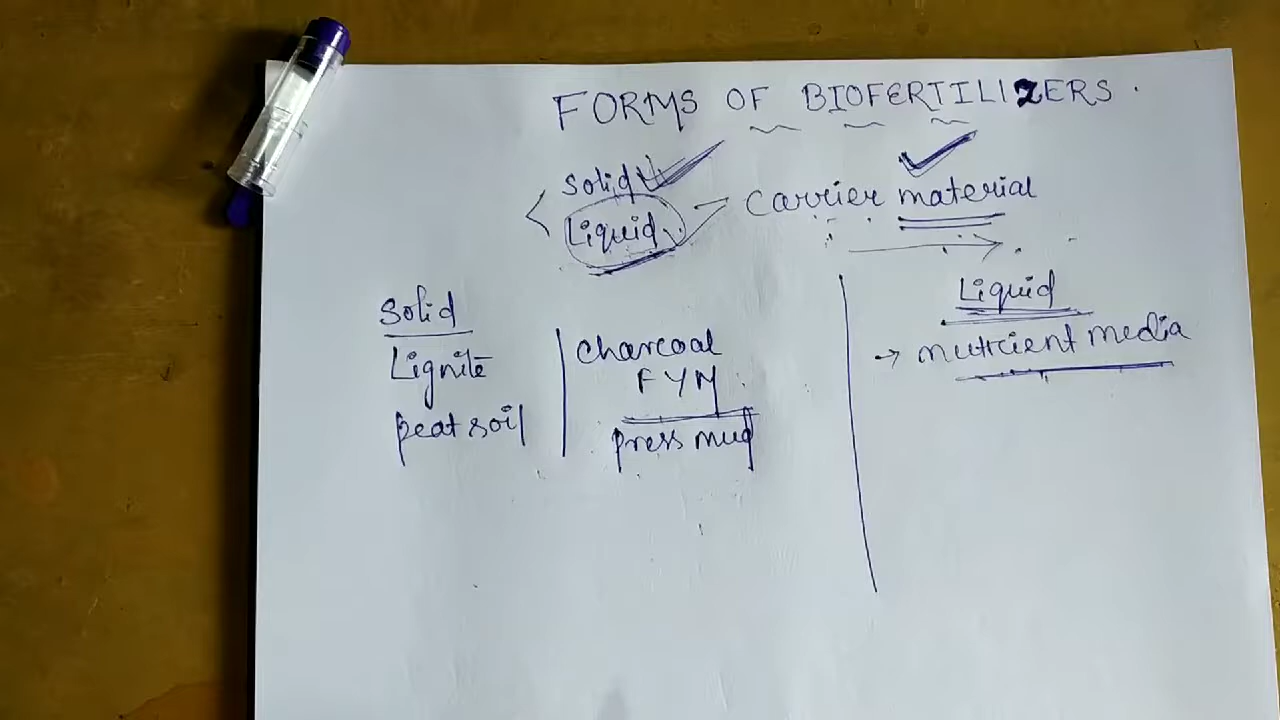 FORMS OF BIOFERTILIZERS.
Solid
Liquid
Carrier material
Solid
Lignite
peat soil
charcoal
FYM
press mud
Liquid
→ nutrient media